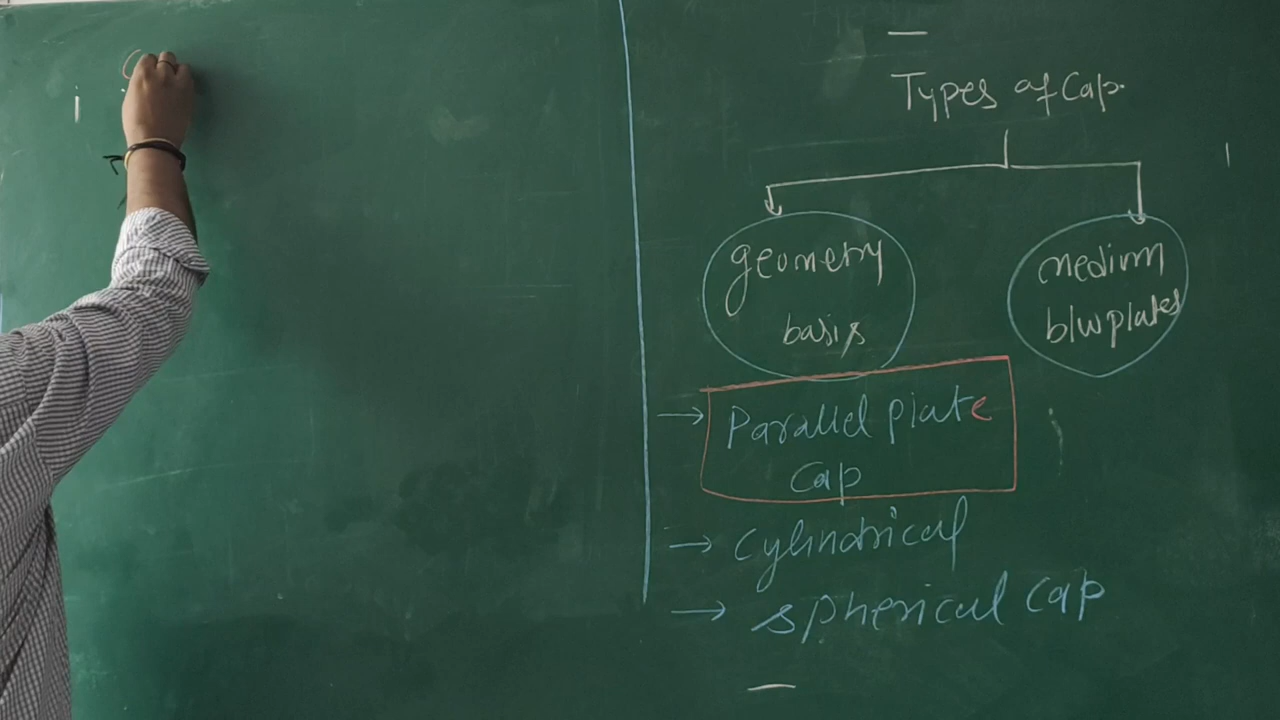 Types of Cap.
geometry
basis
medium
b/w plates
→ Parallel plate
Cap
→ Cylindrical
→ spherical cap